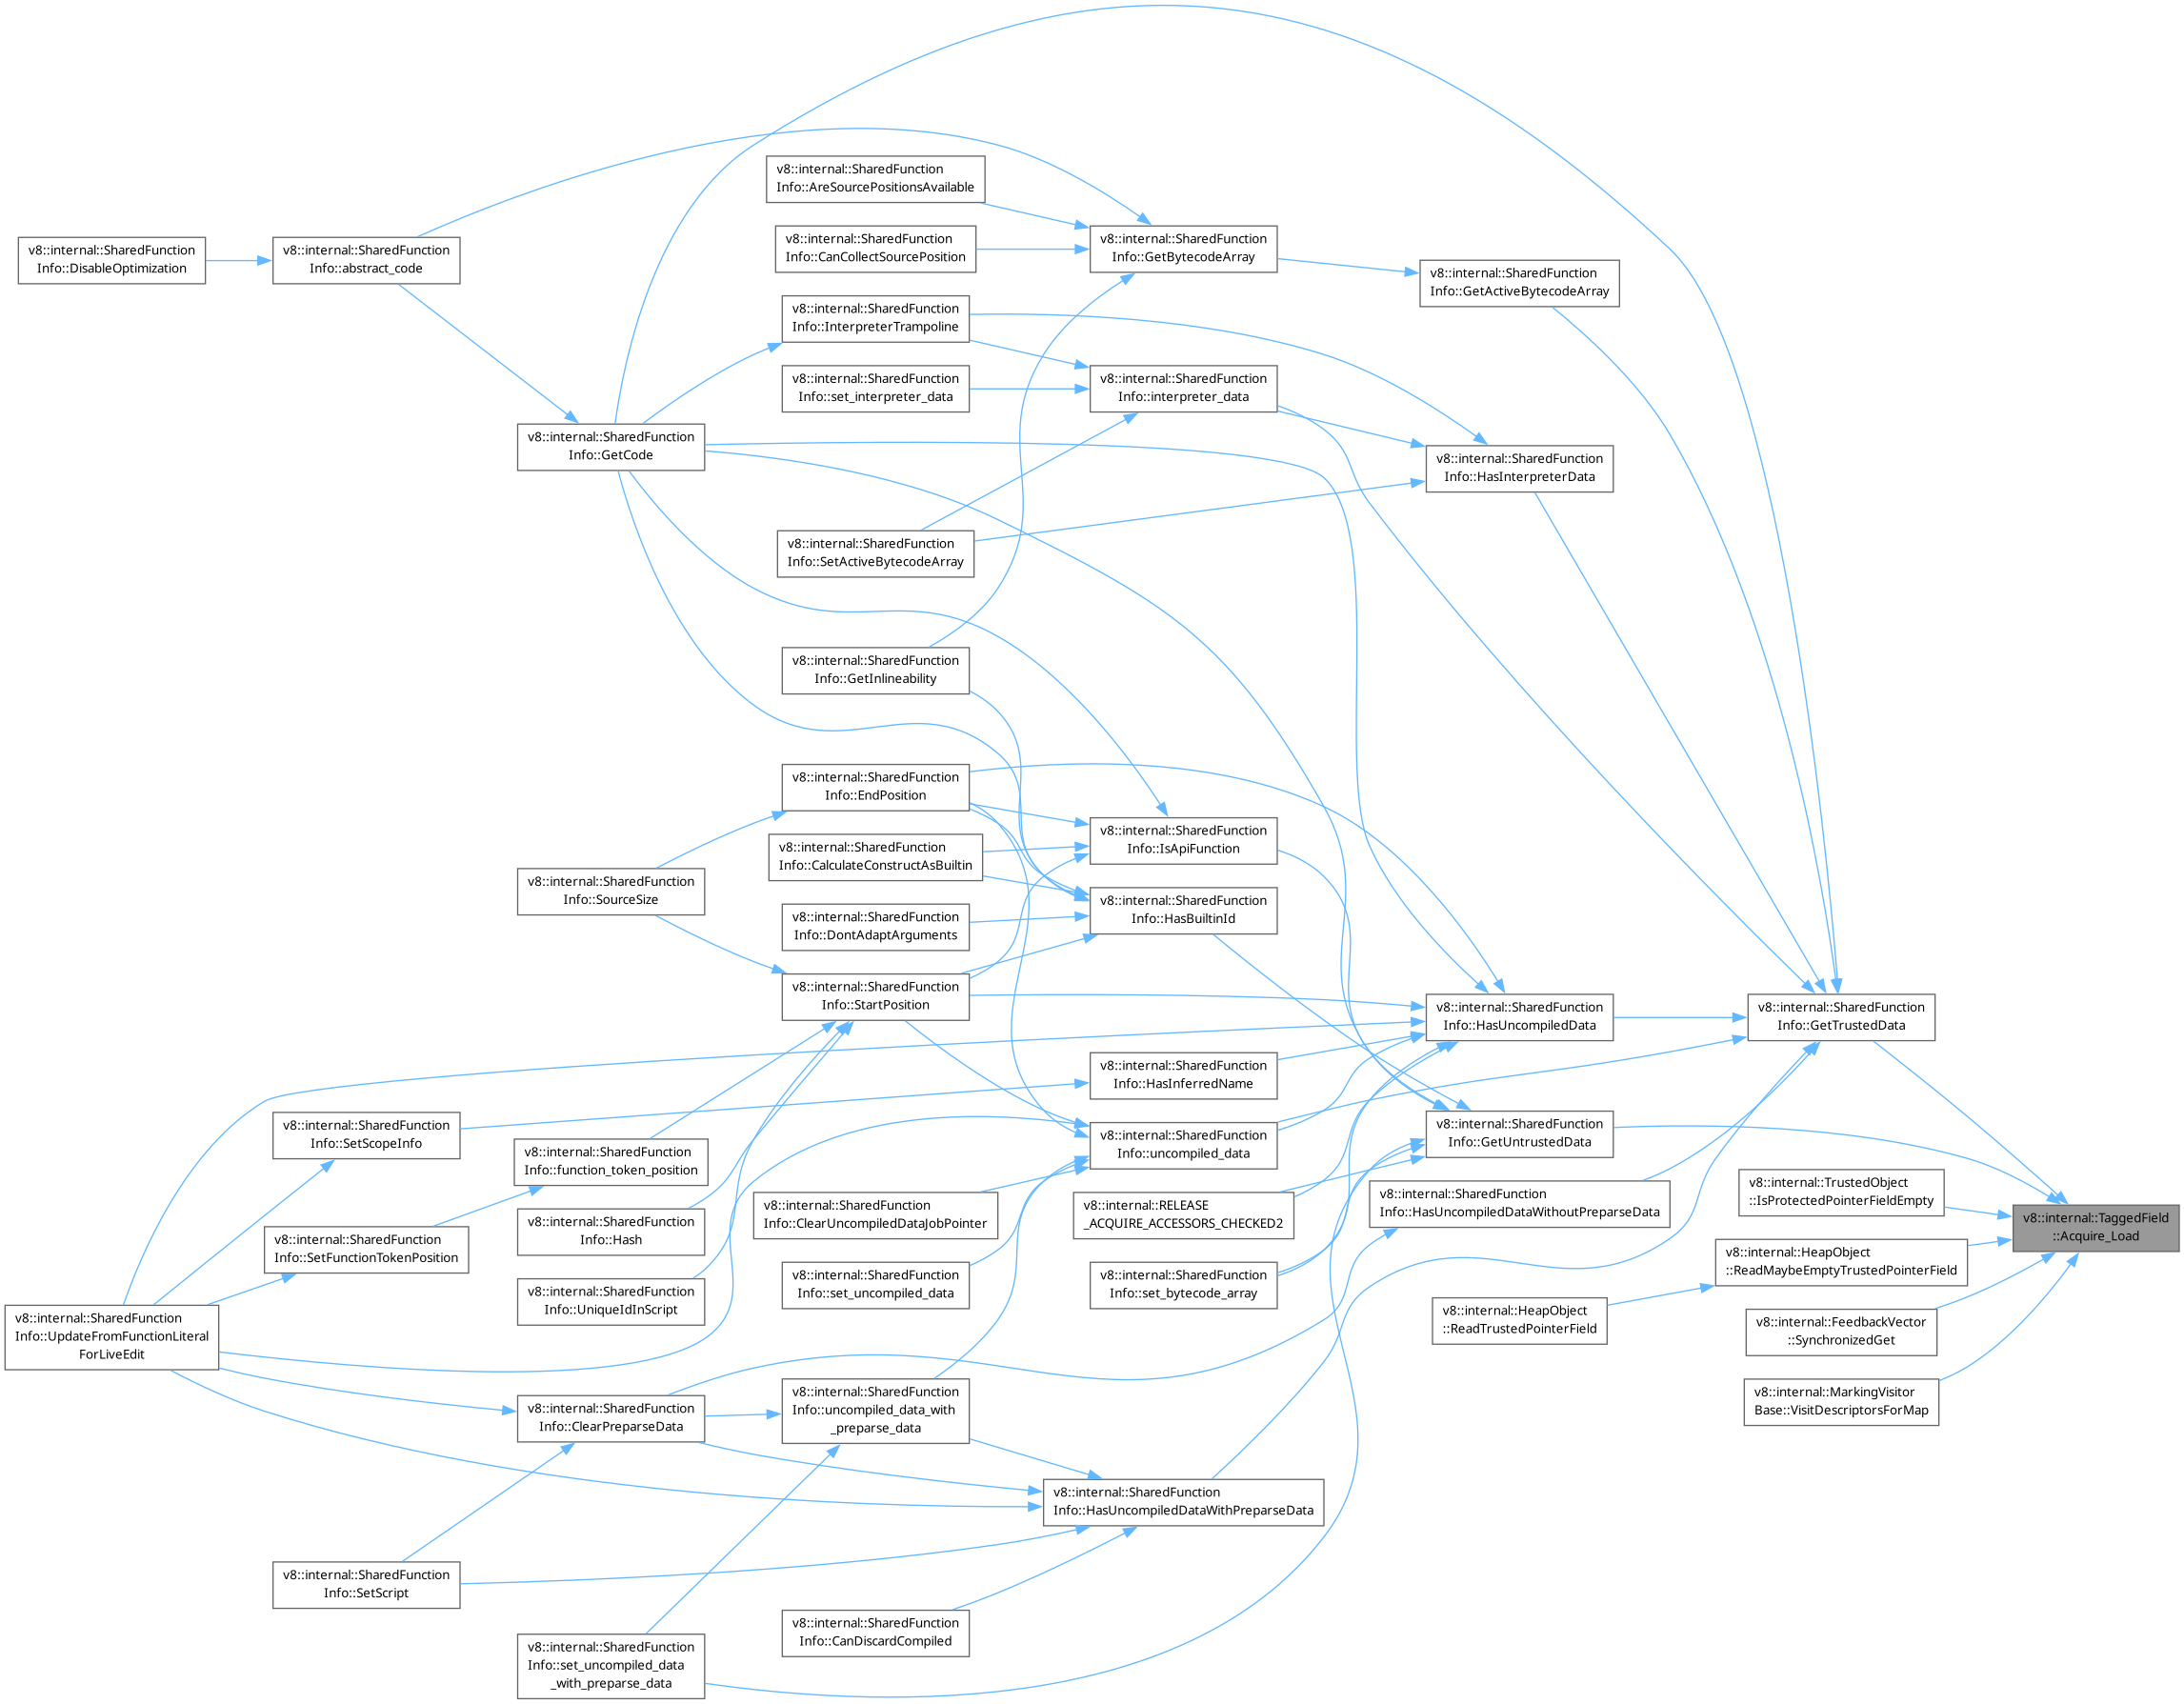 v8::internal::SharedFunction
Info::AreSourcePositionsAvailable
v8::internal::SharedFunction
Info::CanCollectSourcePosition
v8::internal::SharedFunction
Info::GetBytecodeArray
v8::internal::SharedFunction
Info::DisableOptimization
v8::internal::SharedFunction
Info::abstract_code
v8::internal::SharedFunction
Info::GetActiveBytecodeArray
v8::internal::SharedFunction
Info::InterpreterTrampoline
v8::internal::SharedFunction
Info::set_interpreter_data
v8::internal::SharedFunction
Info::interpreter_data
v8::internal::SharedFunction
Info::GetCode
v8::internal::SharedFunction
Info::HasInterpreterData
v8::internal::SharedFunction
Info::SetActiveBytecodeArray
v8::internal::SharedFunction
Info::GetInlineability
v8::internal::SharedFunction
Info::EndPosition
v8::internal::SharedFunction
Info::IsApiFunction
v8::internal::SharedFunction
Info::CalculateConstructAsBuiltin
v8::internal::SharedFunction
Info::SourceSize
v8::internal::SharedFunction
Info::HasBuiltinId
v8::internal::SharedFunction
Info::DontAdaptArguments
v8::internal::SharedFunction
Info::StartPosition
v8::internal::SharedFunction
Info::HasUncompiledData
v8::internal::SharedFunction
Info::GetTrustedData
v8::internal::SharedFunction
Info::HasInferredName
v8::internal::SharedFunction
Info::SetScopeInfo
v8::internal::SharedFunction
Info::function_token_position
v8::internal::SharedFunction
Info::uncompiled_data
v8::internal::SharedFunction
Info::GetUntrustedData
v8::internal::SharedFunction
Info::ClearUncompiledDataJobPointer
v8::internal::RELEASE
_ACQUIRE_ACCESSORS_CHECKED2
v8::internal::SharedFunction
Info::HasUncompiledDataWithoutPreparseData
v8::internal::TrustedObject
::IsProtectedPointerFieldEmpty
v8::internal::TaggedField
::Acquire_Load
v8::internal::SharedFunction
Info::SetFunctionTokenPosition
v8::internal::SharedFunction
Info::Hash
v8::internal::HeapObject
::ReadMaybeEmptyTrustedPointerField
v8::internal::SharedFunction
Info::UniqueIdInScript
v8::internal::SharedFunction
Info::set_uncompiled_data
v8::internal::SharedFunction
Info::set_bytecode_array
v8::internal::HeapObject
::ReadTrustedPointerField
v8::internal::FeedbackVector
::SynchronizedGet
v8::internal::SharedFunction
Info::UpdateFromFunctionLiteral
ForLiveEdit
v8::internal::MarkingVisitor
Base::VisitDescriptorsForMap
v8::internal::SharedFunction
Info::ClearPreparseData
v8::internal::SharedFunction
Info::uncompiled_data_with
_preparse_data
v8::internal::SharedFunction
Info::HasUncompiledDataWithPreparseData
v8::internal::SharedFunction
Info::SetScript
v8::internal::SharedFunction
Info::CanDiscardCompiled
v8::internal::SharedFunction
Info::set_uncompiled_data
_with_preparse_data